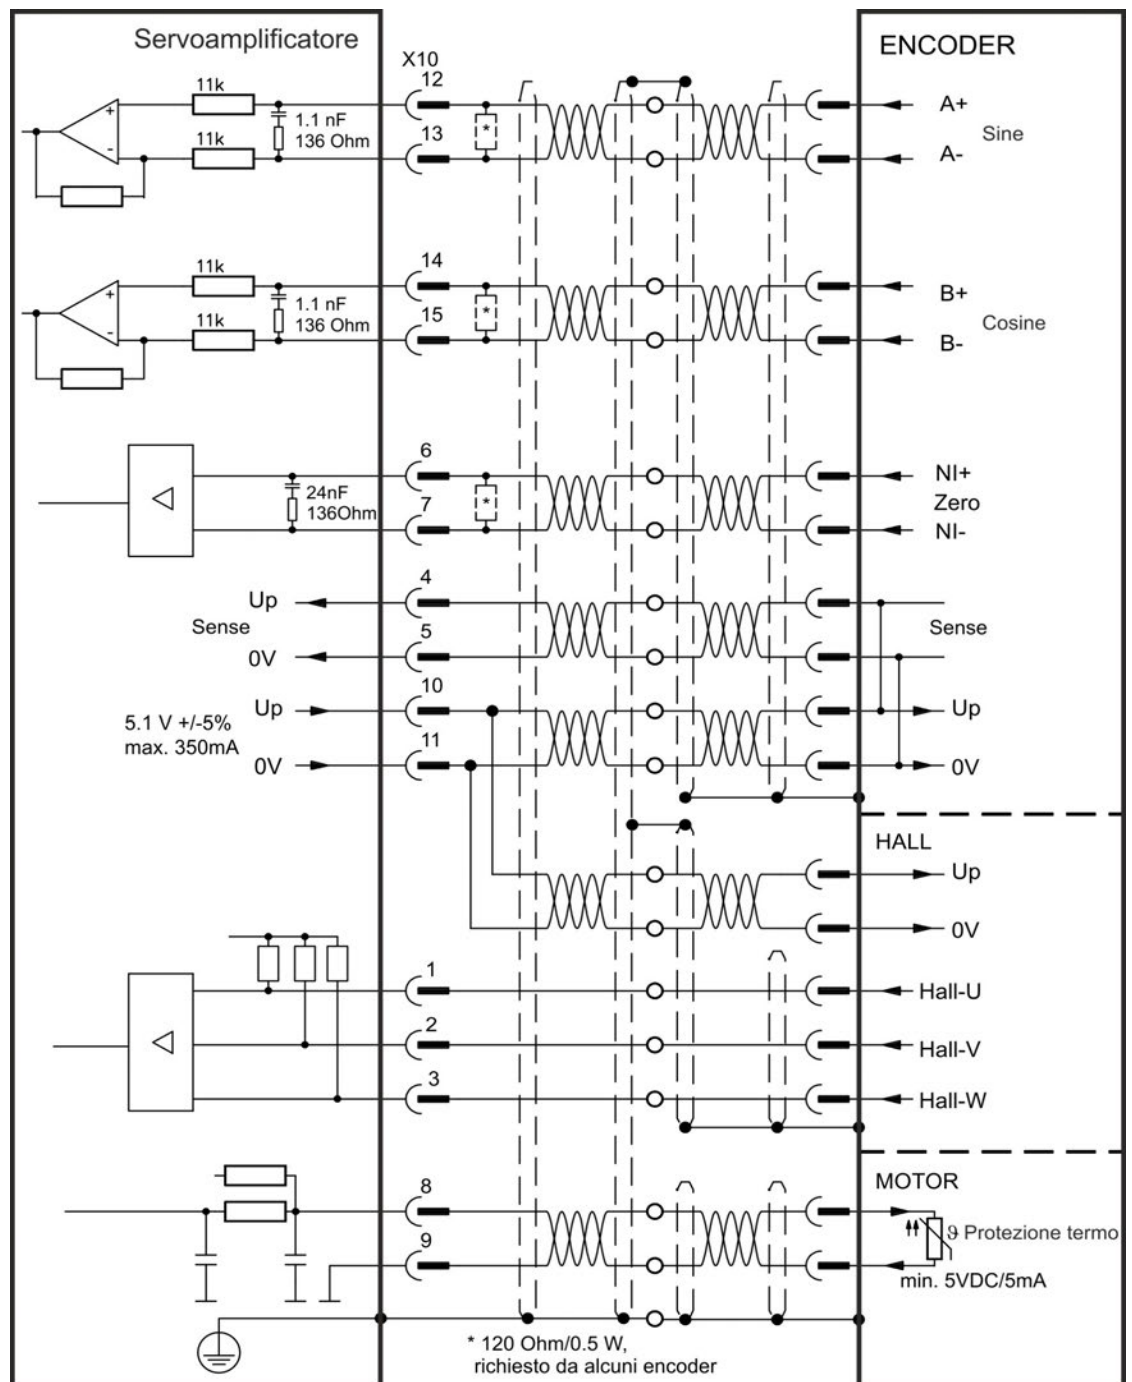 Servoamplificatore
ENCODER
X10
11k
12
A+
1.1 nF
136 Ohm
*
Sine
11k
13
A-
11k
14
B+
1.1 nF
136 Ohm
*
Cosine
11k
15
B-
6
NI+
24nF
136Ohm
*
Zero
7
NI-
Up
4
Sense
Sense
0V
5
Up
10
Up
5.1 V +/-5%
max. 350mA
0V
11
0V
HALL
Up
0V
1
Hall-U
2
Hall-V
3
Hall-W
MOTOR
8
ϑ Protezione termo
9
min. 5VDC/5mA
* 120 Ohm/0.5 W,
richiesto da alcuni encoder